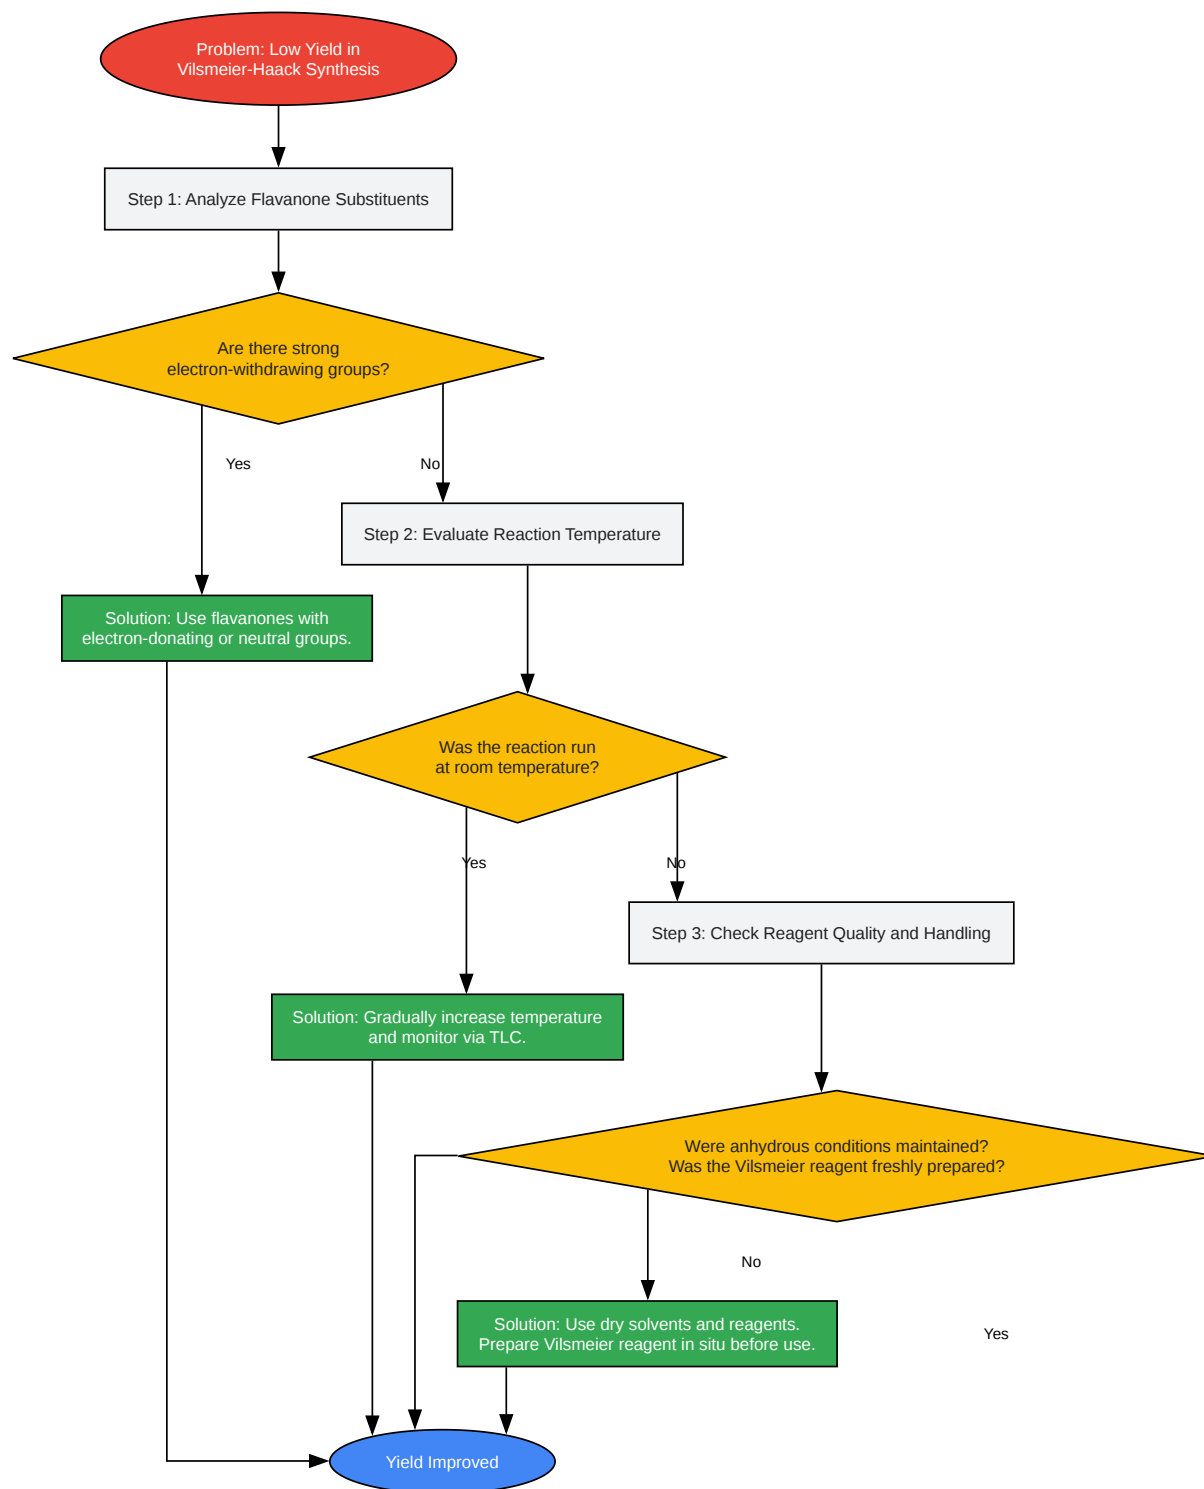 Problem: Low Yield in
Vilsmeier-Haack Synthesis
Step 1: Analyze Flavanone Substituents
Are there strong
electron-withdrawing groups?
Yes
No
Step 2: Evaluate Reaction Temperature
Solution: Use flavanones with
electron-donating or neutral groups.
Was the reaction run
at room temperature?
Yes
No
Step 3: Check Reagent Quality and Handling
Solution: Gradually increase temperature
and monitor via TLC.
Were anhydrous conditions maintained?
Was the Vilsmeier reagent freshly prepared?
No
Solution: Use dry solvents and reagents.
Prepare Vilsmeier reagent in situ before use.
Yes
Yield Improved